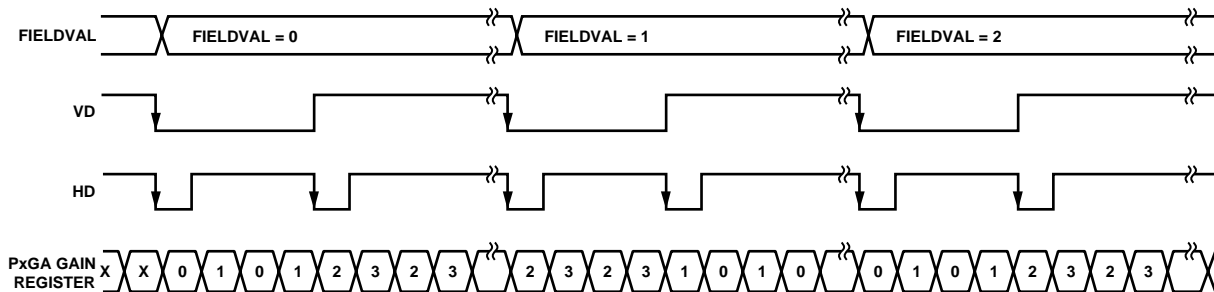 FIELDVAL FIELDVAL = 0 FIELDVAL = 1 FIELDVAL = 2
VD
HD
PxGA GAIN
REGISTER X X 0 1 0 1 2 3 2 3 2 3 2 3 1 0 1 0 0 1 0 1 2 3 2 3